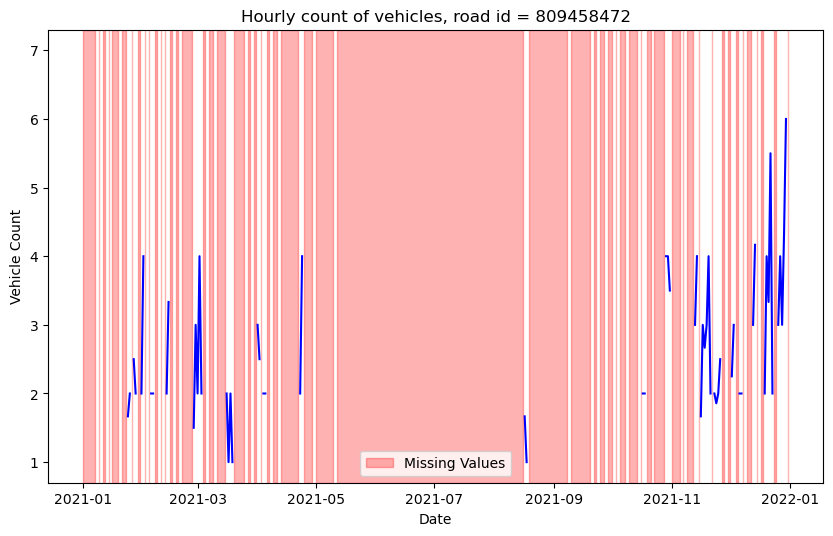 Hourly count of vehicles, road id = 809458472
Vehicle Count
7
6
5
4
3
2
1
Missing Values
2021-01 2021-03 2021-05 2021-07 2021-09 2021-11 2022-01
Date